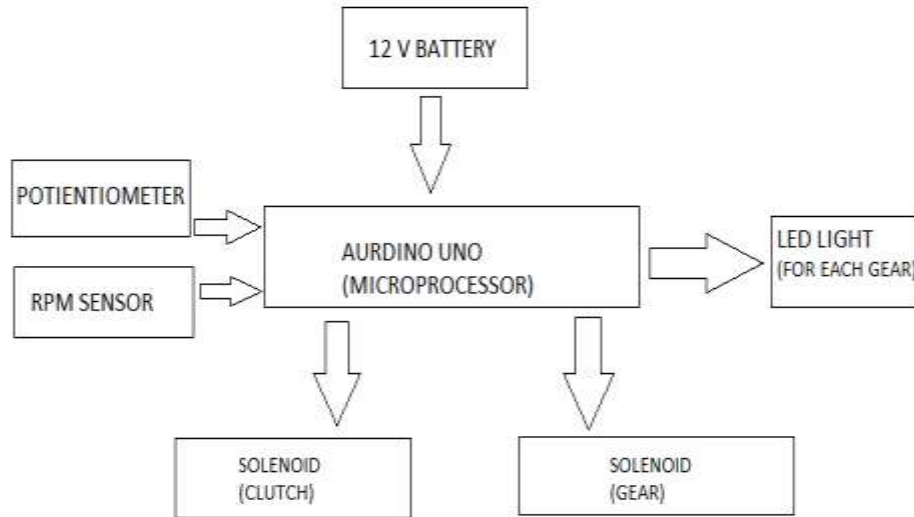 12 V BATTERY
POTIENTIOMETER
RPM SENSOR
AURDINO UNO
(MICROPROCESSOR)
LED LIGHT
(FOR EACH GEAR)
SOLENOID
(CLUTCH)
SOLENOID
(GEAR)